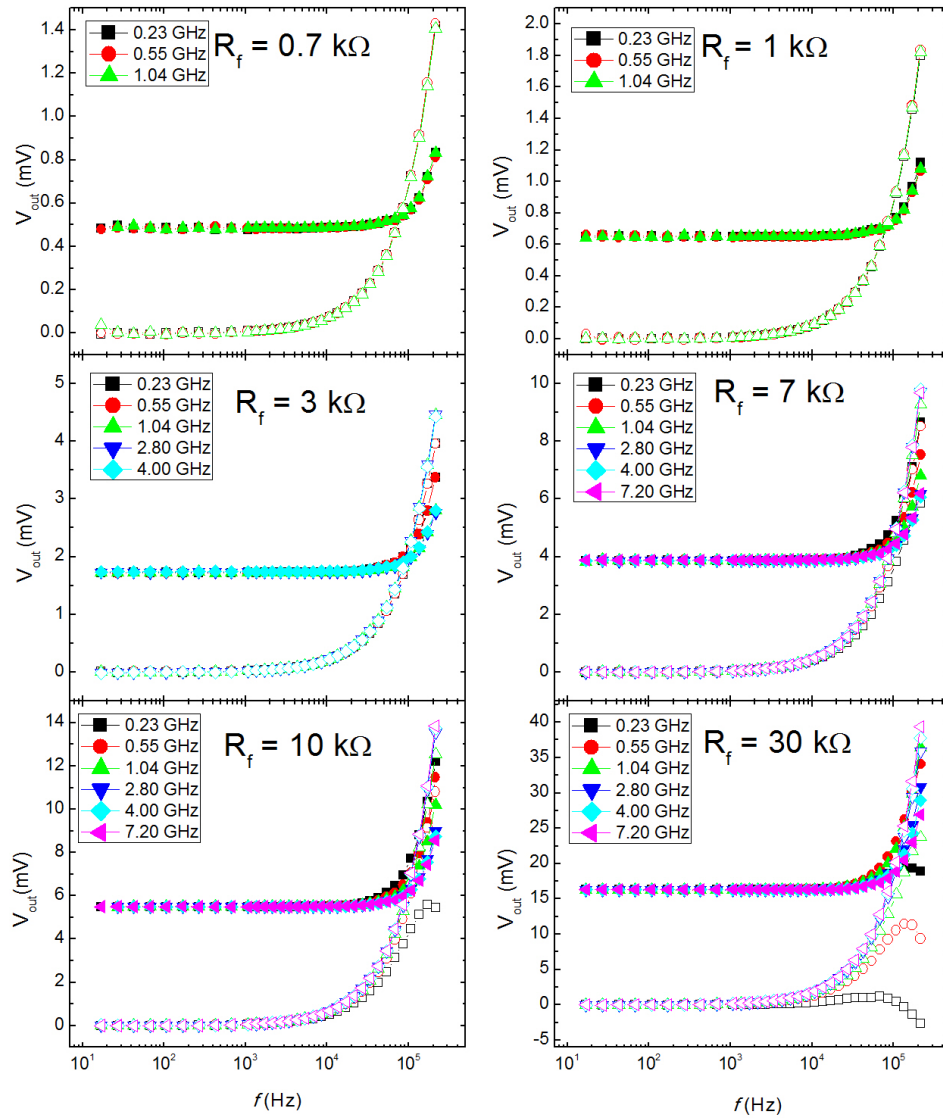 R_f = 0.7 kΩ
0.23 GHz
0.55 GHz
1.04 GHz
1.4
1.2
1.0
0.8
0.6
0.4
0.2
0.0
V_out (mV)
R_f = 1 kΩ
0.23 GHz
0.55 GHz
1.04 GHz
2.0
1.8
1.6
1.4
1.2
1.0
0.8
0.6
0.4
0.2
0.0
V_out (mV)
R_f = 3 kΩ
0.23 GHz
0.55 GHz
1.04 GHz
2.80 GHz
4.00 GHz
5
4
3
2
1
0
V_out (mV)
R_f = 7 kΩ
0.23 GHz
0.55 GHz
1.04 GHz
2.80 GHz
4.00 GHz
7.20 GHz
10
8
6
4
2
0
V_out (mV)
R_f = 10 kΩ
0.23 GHz
0.55 GHz
1.04 GHz
2.80 GHz
4.00 GHz
7.20 GHz
14
12
10
8
6
4
2
0
V_out (mV)
10^1 10^2 10^3 10^4 10^5
f (Hz)
R_f = 30 kΩ
0.23 GHz
0.55 GHz
1.04 GHz
2.80 GHz
4.00 GHz
7.20 GHz
40
35
30
25
20
15
10
5
0
-5
V_out (mV)
10^1 10^2 10^3 10^4 10^5
f (Hz)